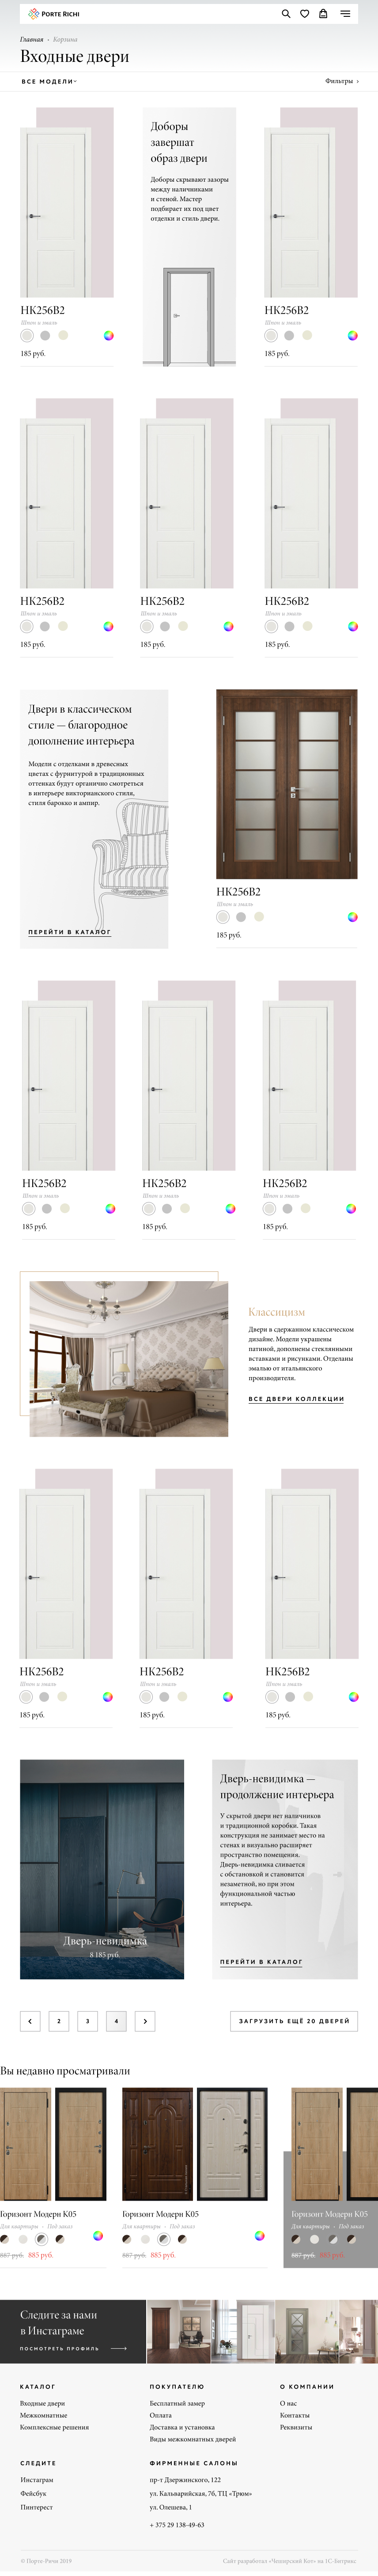 PORTE RICHI
Главная
Корзина
Входные двери
ВСЕ МОДЕЛИ
Фильтры
НК256В2
Шпон и эмаль
185 руб.
Доборы
завершат
образ двери
Доборы скрывают зазоры
между наличниками
и стеной. Мастер
подбирает их под цвет
отделки и стиль двери.
НК256В2
Шпон и эмаль
185 руб.
НК256В2
Шпон и эмаль
185 руб.
НК256В2
Шпон и эмаль
185 руб.
НК256В2
Шпон и эмаль
185 руб.
Двери в классическом
стиле — благородное
дополнение интерьера
Модели с отделками в древесных
цветах с фурнитурой в традиционных
оттенках будут органично смотреться
в интерьере викторианского стиля,
стиля барокко и ампир.
ПЕРЕЙТИ В КАТАЛОГ
НК256В2
Шпон и эмаль
185 руб.
НК256В2
Шпон и эмаль
185 руб.
НК256В2
Шпон и эмаль
185 руб.
НК256В2
Шпон и эмаль
185 руб.
Классицизм
Двери в сдержанном классическом
дизайне. Модели украшены
патиной, дополнены стеклянными
вставками и рисунками. Отделаны
эмалью от итальянского
производителя.
ВСЕ ДВЕРИ КОЛЛЕКЦИИ
НК256В2
Шпон и эмаль
185 руб.
НК256В2
Шпон и эмаль
185 руб.
НК256В2
Шпон и эмаль
185 руб.
Дверь-невидимка
8 185 руб.
Дверь-невидимка —
продолжение интерьера
У скрытой двери нет наличников
и традиционной коробки. Такая
конструкция не занимает место на
стенах и визуально расширяет
пространство помещения.
Дверь-невидимка сливается
с обстановкой и становится
незаметной, но при этом
функциональной частью
интерьера.
ПЕРЕЙТИ В КАТАЛОГ
2
3
4
ЗАГРУЗИТЬ ЕЩЁ 20 ДВЕРЕЙ
Вы недавно просматривали
Горизонт Модерн К05
Для квартиры
Под заказ
887 руб.
885 руб.
Горизонт Модерн К05
Для квартиры
Под заказ
887 руб.
885 руб.
Горизонт Модерн К05
Для квартиры
Под заказ
887 руб.
885 руб.
Следите за нами
в Инстаграме
ПОСМОТРЕТЬ ПРОФИЛЬ
КАТАЛОГ
Входные двери
Межкомнатные
Комплексные решения
ПОКУПАТЕЛЮ
Бесплатный замер
Оплата
Доставка и установка
Виды межкомнатных дверей
О КОМПАНИИ
О нас
Контакты
Реквизиты
СЛЕДИТЕ
Инстаграм
Фейсбук
Пинтерест
ФИРМЕННЫЕ САЛОНЫ
пр-т Дзержинского, 122
ул. Кальварийская, 7б, ТЦ «Трюм»
ул. Олешева, 1
+ 375 29 138-49-63
© Порте-Ричи 2019
Сайт разработал «Чеширский Кот» на 1С-Битрикс